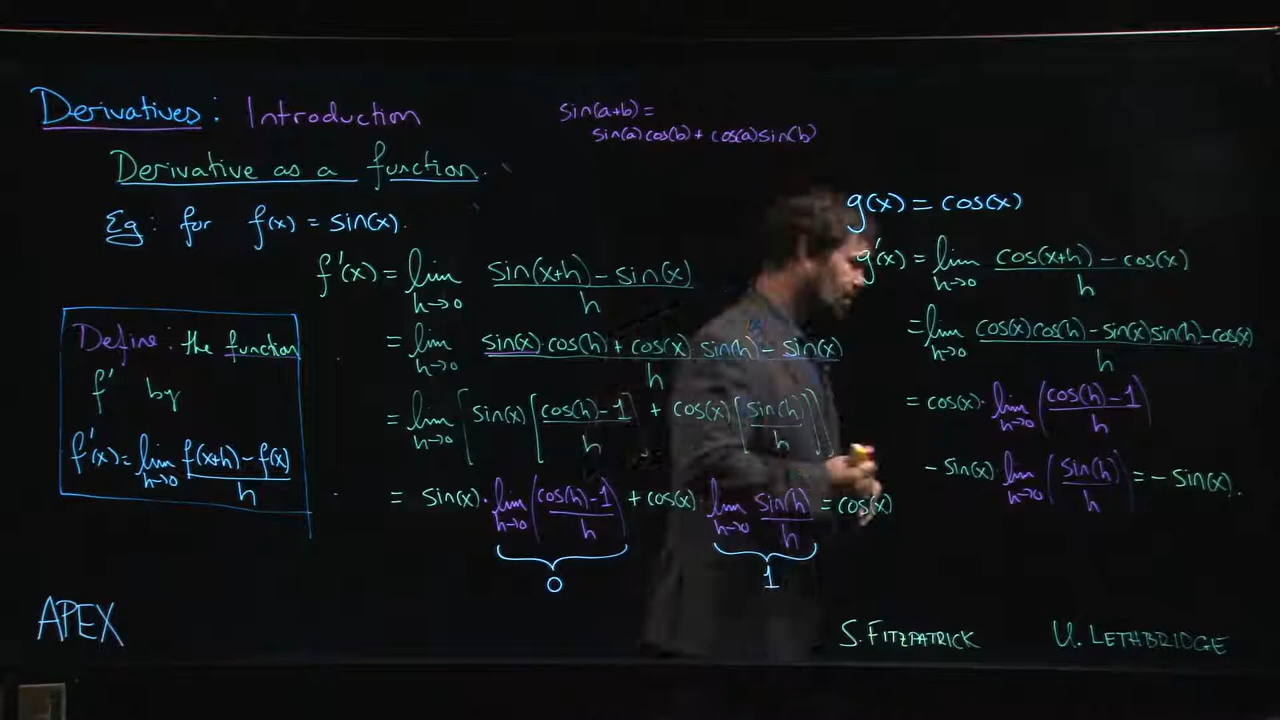 Derivatives: Introduction
sin(a+b)=
sin(a)cos(b)+ cos(a)sin(b)
Derivative as a function.
Eg: for f(x) = sin(x).
f'(x) = lim h→0 sin(x+h) - sin(x) / h
= lim h→0 sin(x) cos(h) + cos(x) sin(h) - sin(x) / h
= lim h→0 [sin(x) [cos(h)-1 / h] + cos(x) [sin(h) / h]]
= sin(x) · lim h→0 (cos(h)-1 / h) + cos(x) · lim h→0 sin(h) / h = cos(x)
0
1
Define: the function
f' by
f'(x) = lim h→0 f(x+h) - f(x) / h
g(x) = cos(x)
g'(x) = lim h→0 cos(x+h) - cos(x) / h
= lim h→0 cos(x)cos(h) - sin(x)sin(h) - cos(x) / h
= cos(x) · lim h→0 (cos(h)-1 / h)
- sin(x) · lim h→0 (sin(h) / h) = - sin(x).
APEX
S. FITZPATRICK
U. LETHBRIDGE